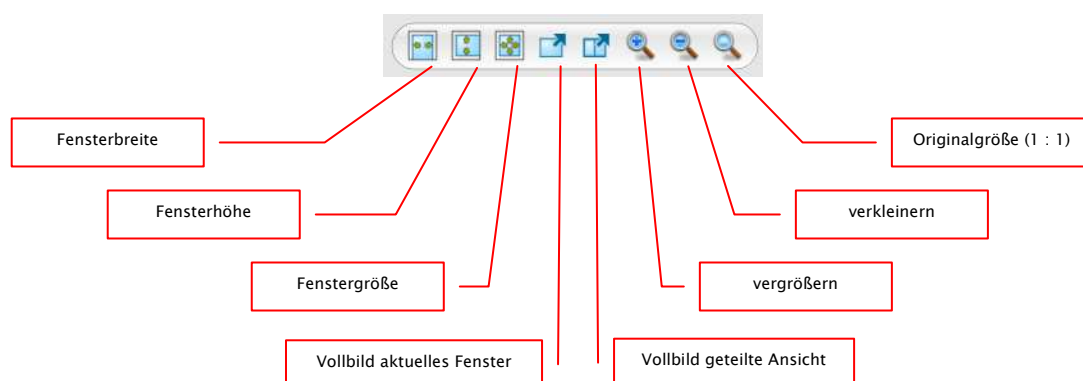 Fensterbreite
Originalgröße (1 : 1)
Fensterhöhe
verkleinern
Fenstergröße
vergrößern
Vollbild aktuelles Fenster
Vollbild geteilte Ansicht